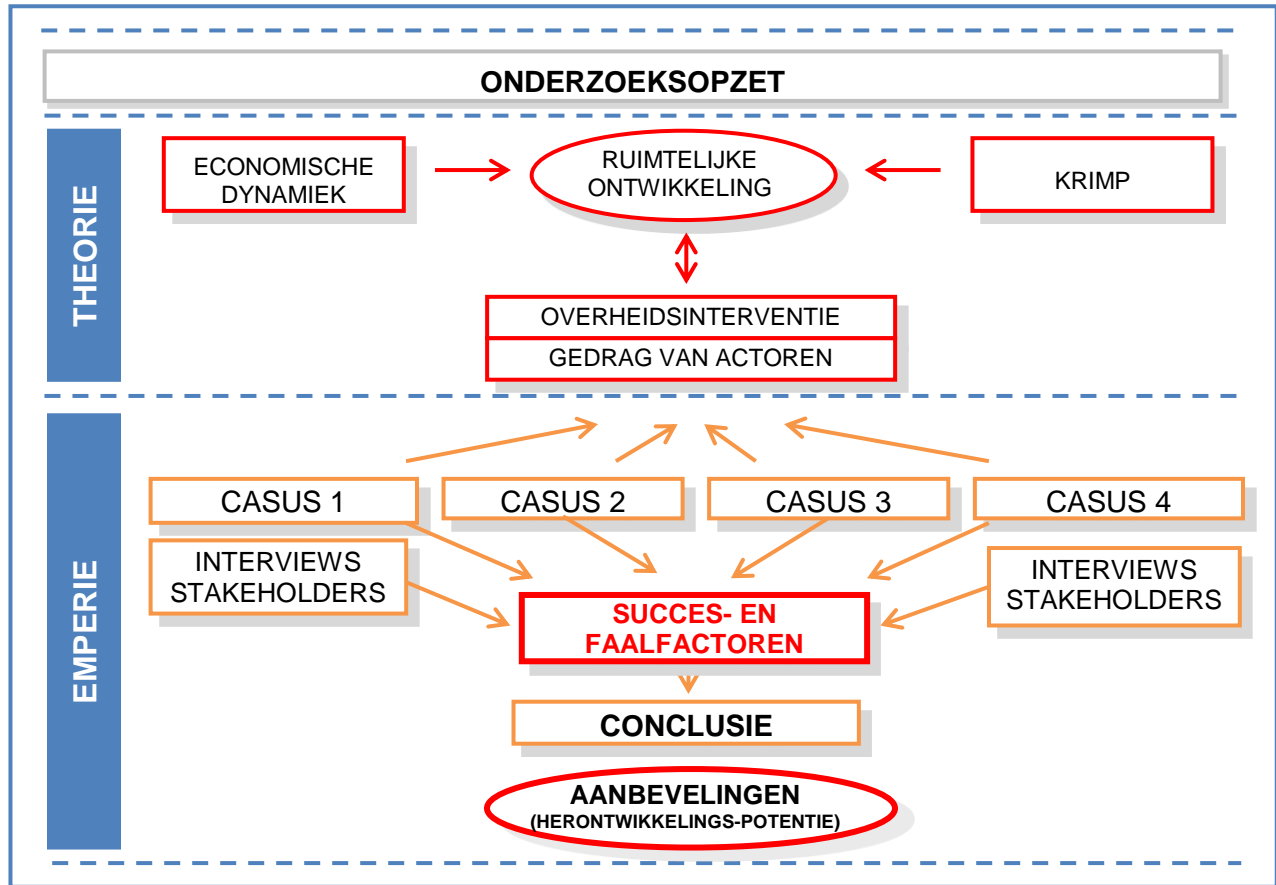 ONDERZOEKSOPZET
THEORIE
ECONOMISCHE
DYNAMIEK
RUIMTELIJKE
ONTWIKKELING
KRIMP
OVERHEIDSINTERVENTIE
GEDRAG VAN ACTOREN
EMPERIE
CASUS 1
CASUS 2
CASUS 3
CASUS 4
INTERVIEWS
STAKEHOLDERS
INTERVIEWS
STAKEHOLDERS
SUCCES- EN
FAALFACTOREN
CONCLUSIE
AANBEVELINGEN
(HERONTWIKKELINGS-POTENTIE)